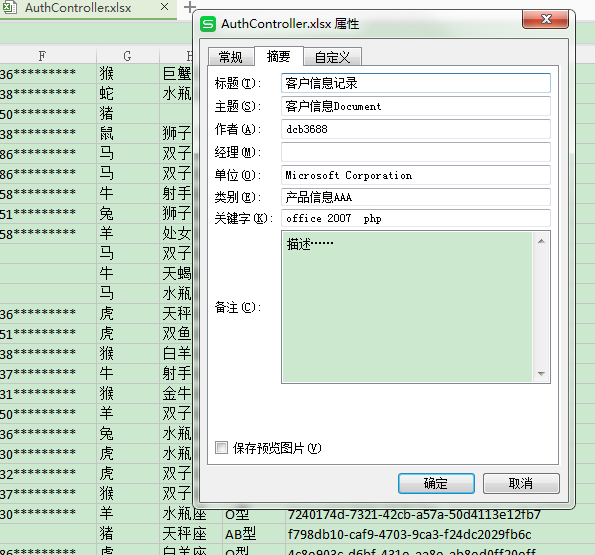 AuthController.xlsx
AuthController.xlsx 属性
常规 摘要 自定义
标题(T): 客户信息记录
主题(S): 客户信息Document
作者(A): dcb3688
经理(M):
单位(O): Microsoft Corporation
类别(E): 产品信息AAA
关键字(K): office 2007 php
备注(C): 描述……
保存预览图片(V)
确定 取消
F G H
36********* 猴 巨蟹
38********* 蛇 水瓶
50********* 猪
38********* 鼠 狮子
86********* 马 双子
86********* 马 双子
58********* 牛 射手
51********* 兔 狮子
58********* 羊 处女
马 双子
牛 天蝎
马 水瓶
36********* 虎 天秤
51********* 虎 双鱼
38********* 猴 白羊
37********* 牛 射手
31********* 猴 金牛
50********* 羊 双子
36********* 兔 水瓶
30********* 虎 水瓶
32********* 虎 双子
37********* 猴 双子
30********* 羊 水瓶座 O型 7240174d-7321-42cb-a57a-50d4113e12fb7
猪 天秤座 AB型 f798db10-caf9-4703-9ca3-f24dc2029fb6c
86********* 虎 白羊座 O型